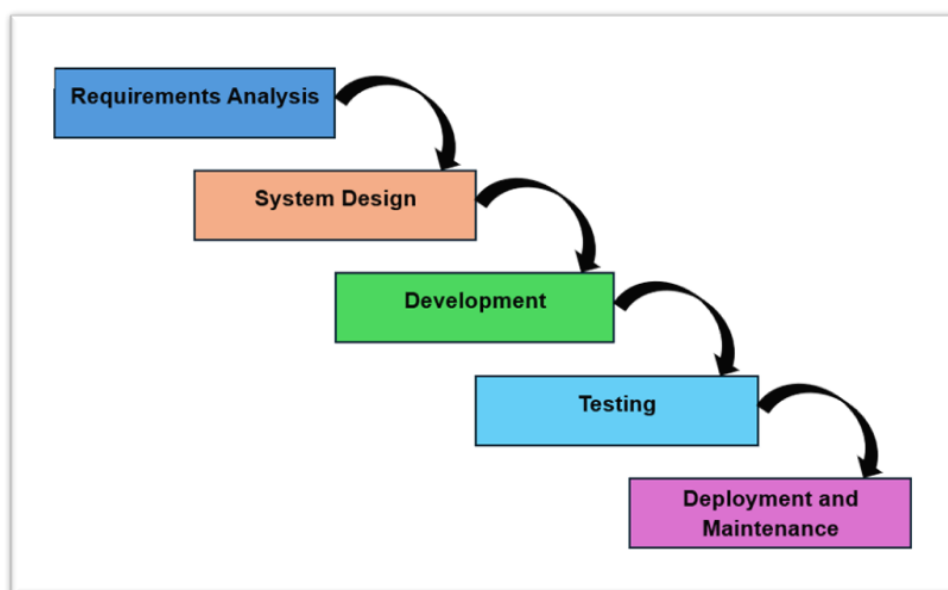 Requirements Analysis
System Design
Development
Testing
Deployment and
Maintenance